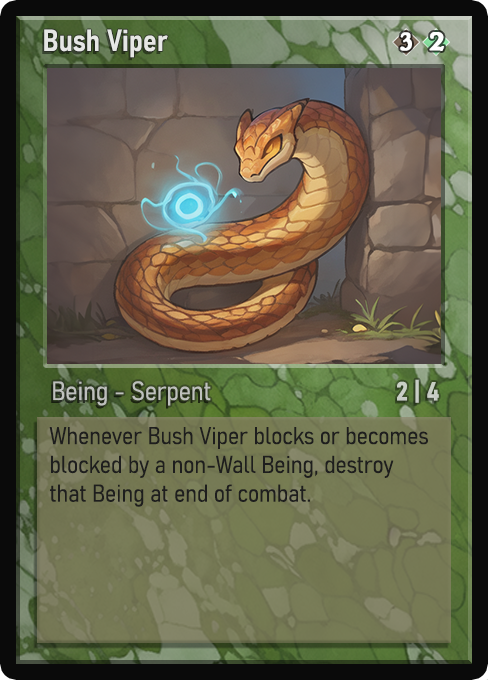 Bush Viper 3 2
Being - Serpent 2 | 4
Whenever Bush Viper blocks or becomes
blocked by a non-Wall Being, destroy
that Being at end of combat.